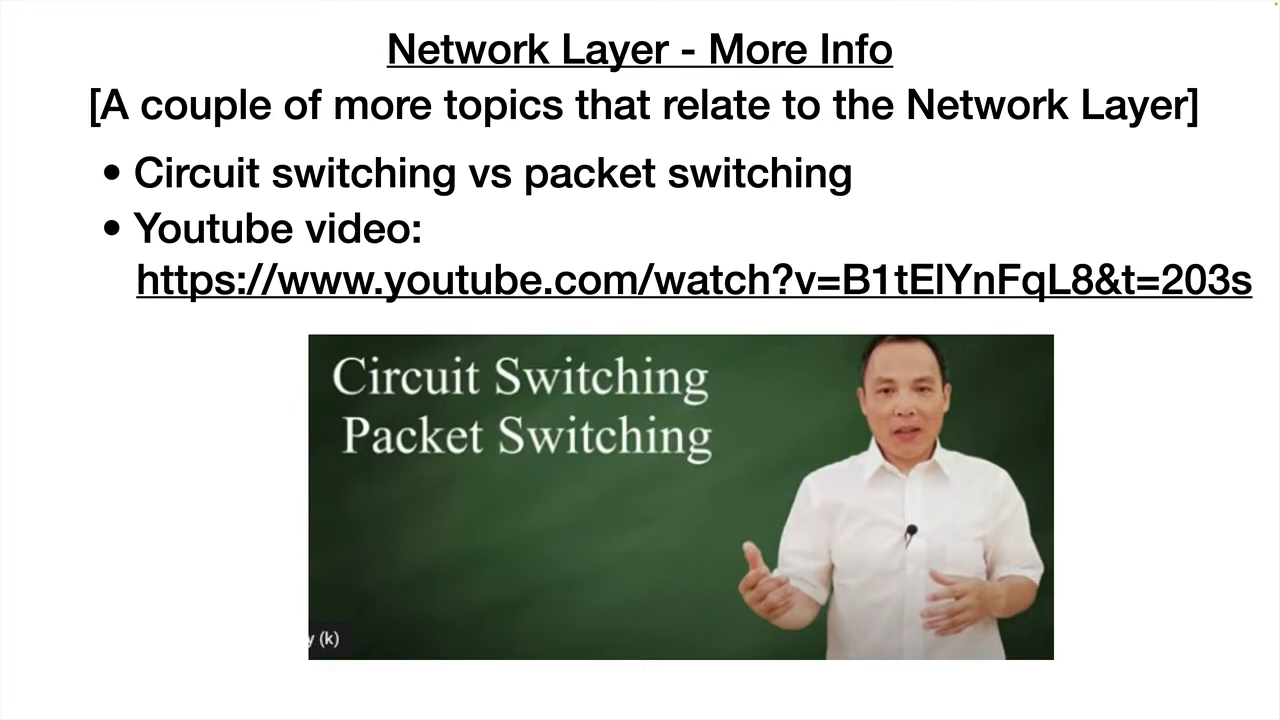 Network Layer - More Info
[A couple of more topics that relate to the Network Layer]
• Circuit switching vs packet switching
• Youtube video:
https://www.youtube.com/watch?v=B1tElYnFqL8&t=203s
Circuit Switching
Packet Switching
y (k)